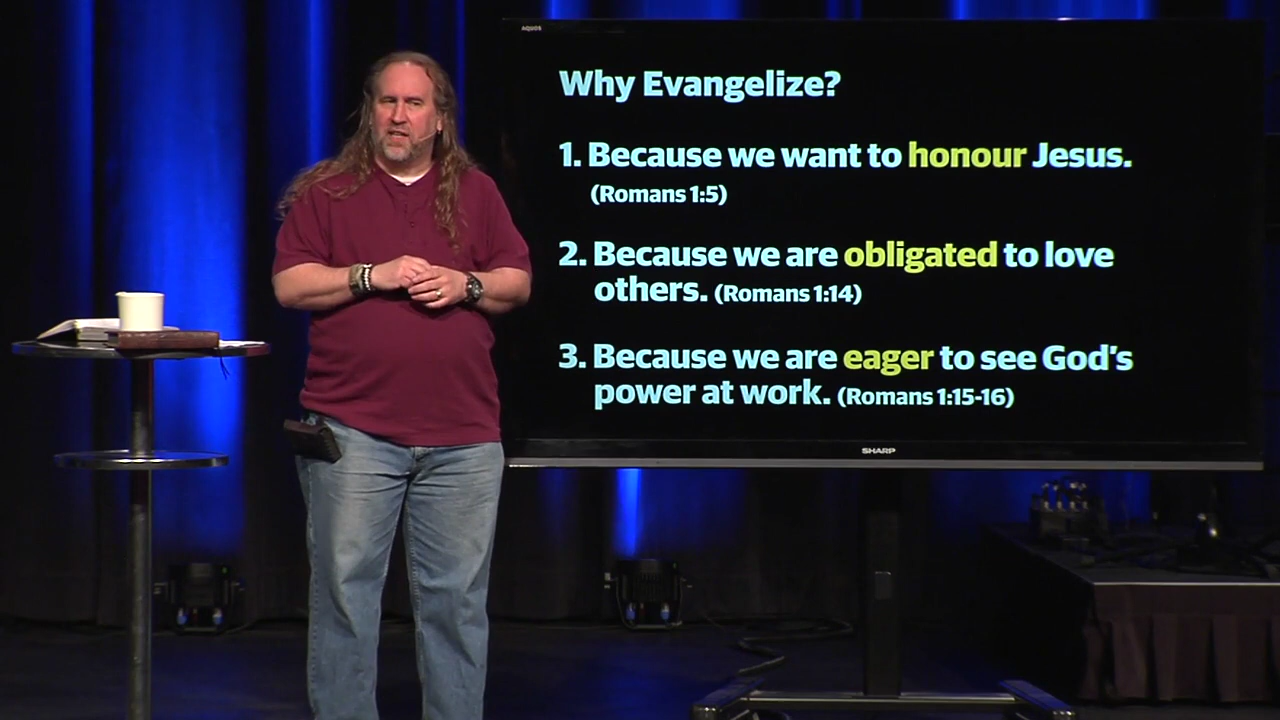 AQUOS
Why Evangelize?
1. Because we want to honour Jesus.
(Romans 1:5)
2. Because we are obligated to love
others. (Romans 1:14)
3. Because we are eager to see God's
power at work. (Romans 1:15-16)
SHARP